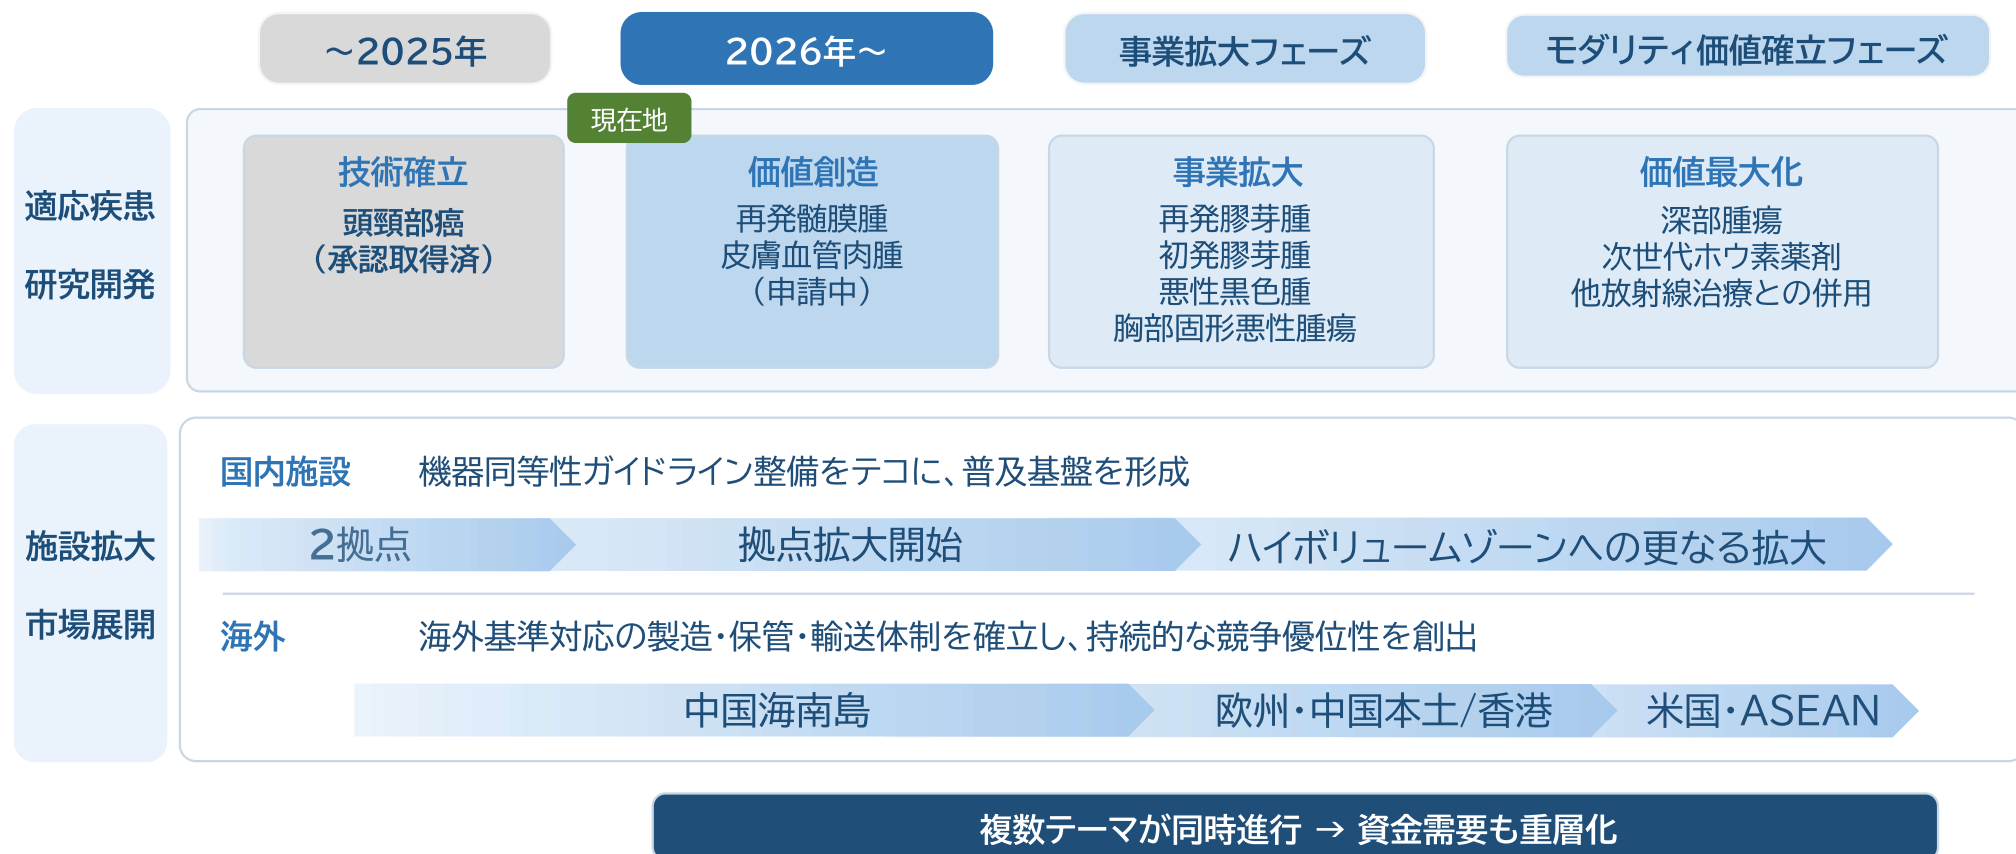 ～2025年
2026年～
事業拡大フェーズ
モダリティ価値確立フェーズ
現在地
適応疾患
研究開発
技術確立
頭頸部癌
（承認取得済）
価値創造
再発髄膜腫
皮膚血管肉腫
（申請中）
事業拡大
再発膠芽腫
初発膠芽腫
悪性黒色腫
胸部固形悪性腫瘍
価値最大化
深部腫瘍
次世代ホウ素薬剤
他放射線治療との併用
施設拡大
市場展開
国内施設 機器同等性ガイドライン整備をテコに、普及基盤を形成
2拠点 拠点拡大開始 ハイボリュームゾーンへの更なる拡大
海外 海外基準対応の製造・保管・輸送体制を確立し、持続的な競争優位性を創出
中国海南島 欧州・中国本土/香港 米国・ASEAN
複数テーマが同時進行 → 資金需要も重層化